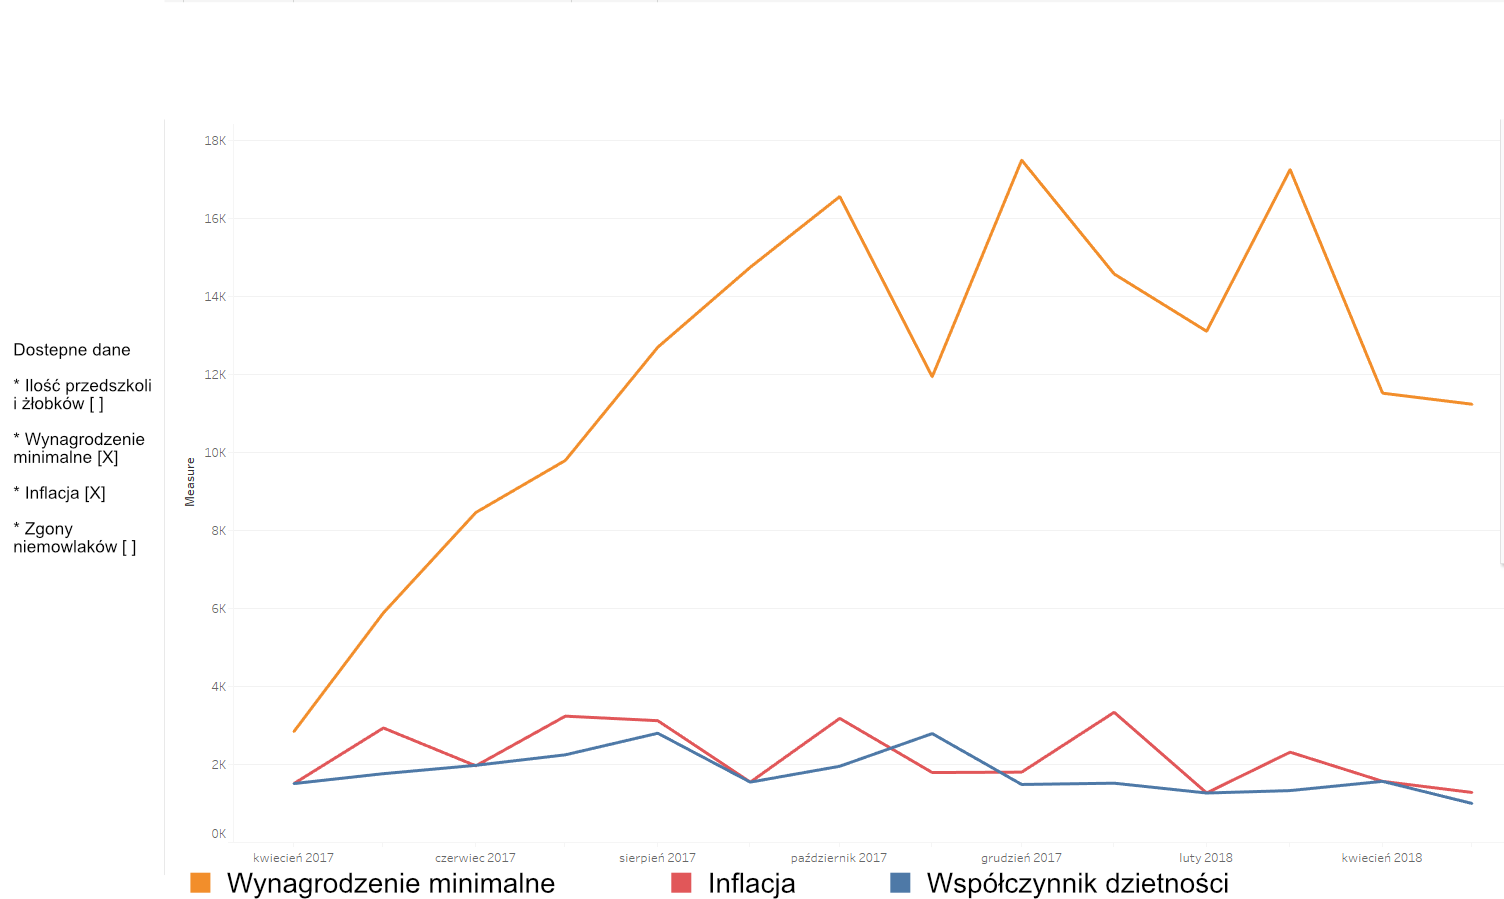 18K
16K
14K
12K
10K
8K
6K
4K
2K
0K
Measure
Dostepne dane
* Ilość przedszkoli
i żłobków [ ]
* Wynagrodzenie
minimalne [X]
* Inflacja [X]
* Zgony
niemowlaków [ ]
kwiecień 2017 czerwiec 2017 sierpień 2017 październik 2017 grudzień 2017 luty 2018 kwiecień 2018
Wynagrodzenie minimalne Inflacja Współczynnik dzietności